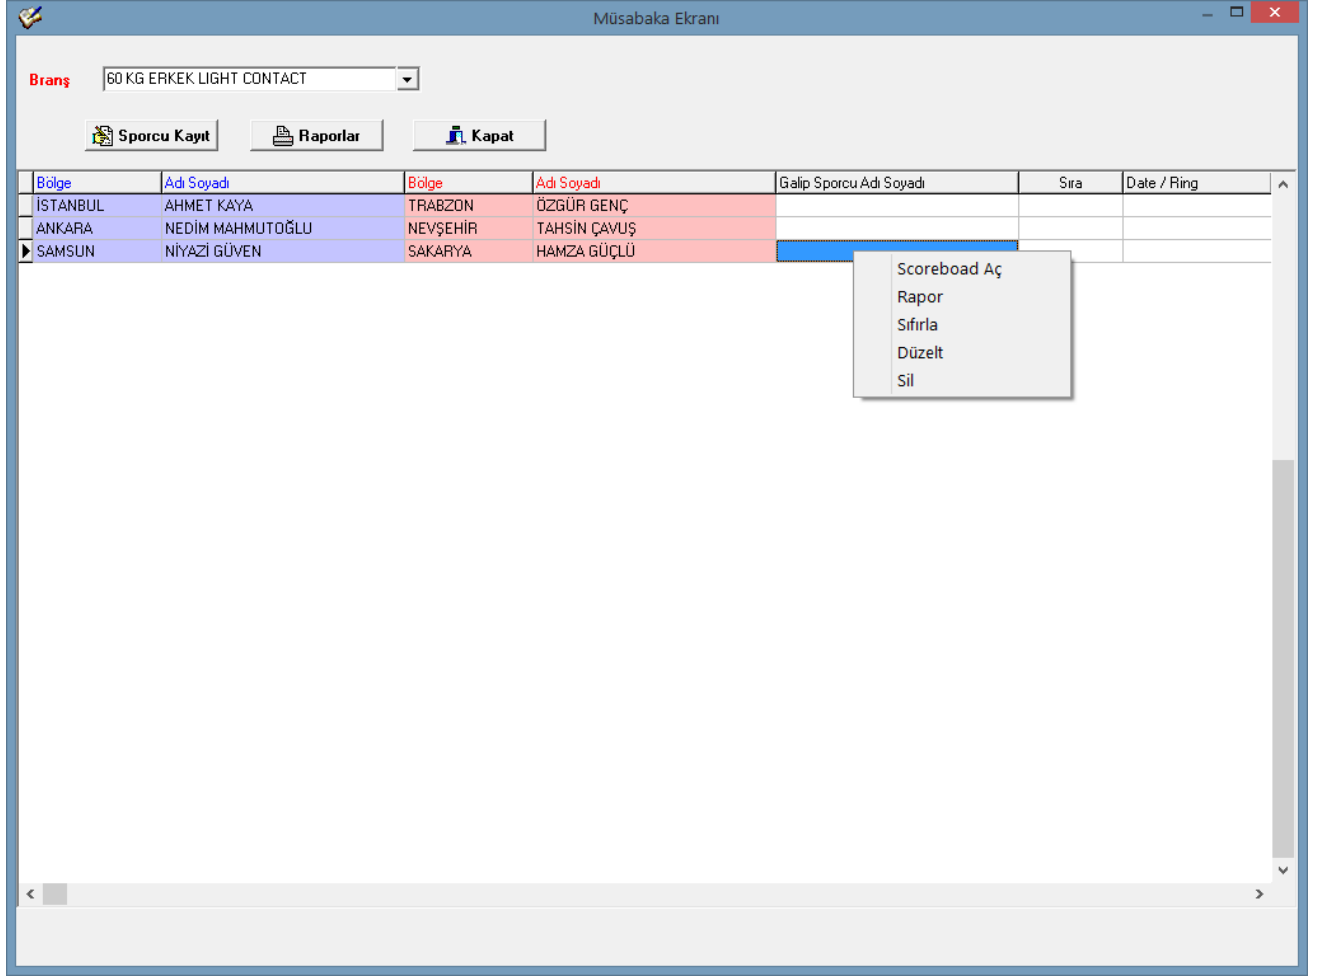 Müsabaka Ekranı
Branş 60 KG ERKEK LIGHT CONTACT
Sporcu Kayıt Raporlar Kapat
Bölge Adı Soyadı Bölge Adı Soyadı Galip Sporcu Adı Soyadı Sıra Date / Ring
İSTANBUL AHMET KAYA TRABZON ÖZGÜR GENÇ
ANKARA NEDİM MAHMUTOĞLU NEVŞEHİR TAHSİN ÇAVUŞ
SAMSUN NİYAZİ GÜVEN SAKARYA HAMZA GÜÇLÜ
Scoreboad Aç
Rapor
Sıfırla
Düzelt
Sil